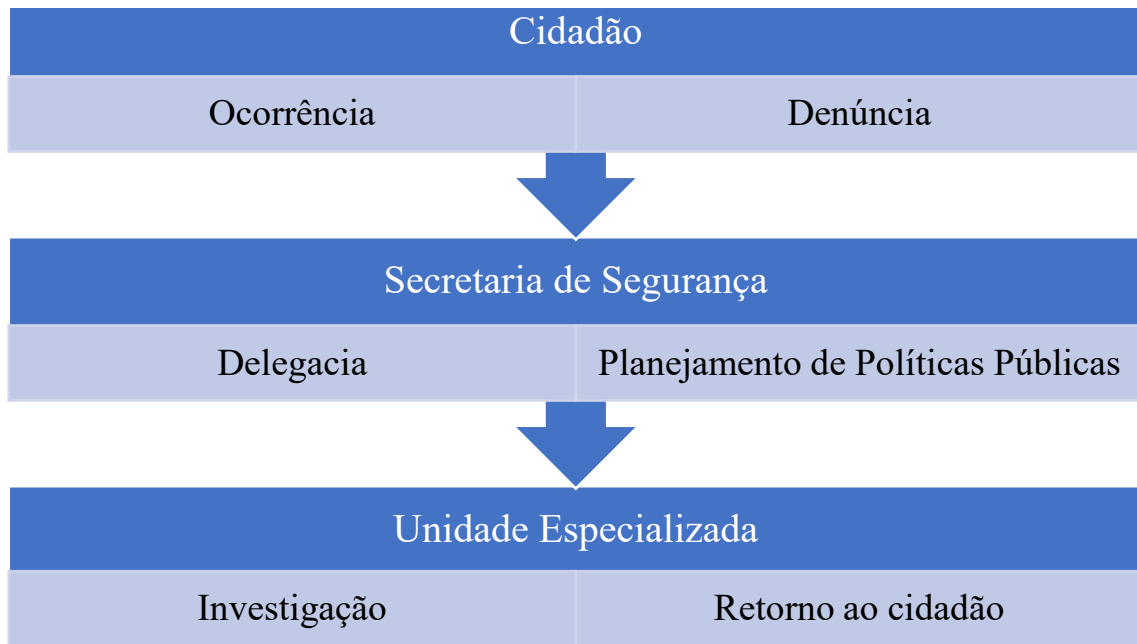 Cidadão
Ocorrência
Denúncia
Secretaria de Segurança
Delegacia
Planejamento de Políticas Públicas
Unidade Especializada
Investigação
Retorno ao cidadão